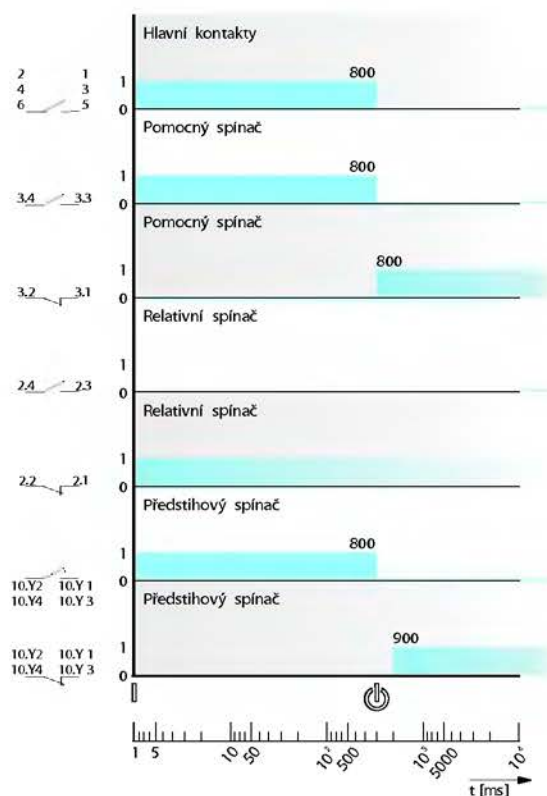 Hlavní kontakty
800
2 1
4 3
6 5
1
0
Pomocný spínač
800
1
3.4 3.3
0
Pomocný spínač
800
1
3.2 3.1
0
Relativní spínač
1
2.4 2.3
0
Relativní spínač
1
2.2 2.1
0
Předstihový spínač
800
1
0
10.Y2 10.Y1
10.Y4 10.Y3
Předstihový spínač
900
10.Y2 10.Y1
1
10.Y4 10.Y3
0
1 5 10 50 10² 500 10³ 5000 10⁴
t [ms]